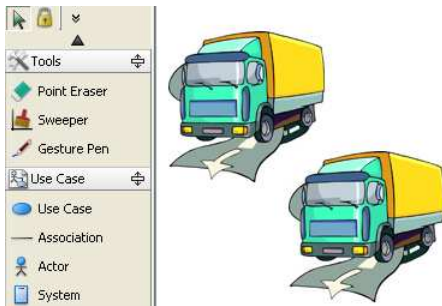 Tools
Point Eraser
Sweeper
Gesture Pen
Use Case
Use Case
Association
Actor
System